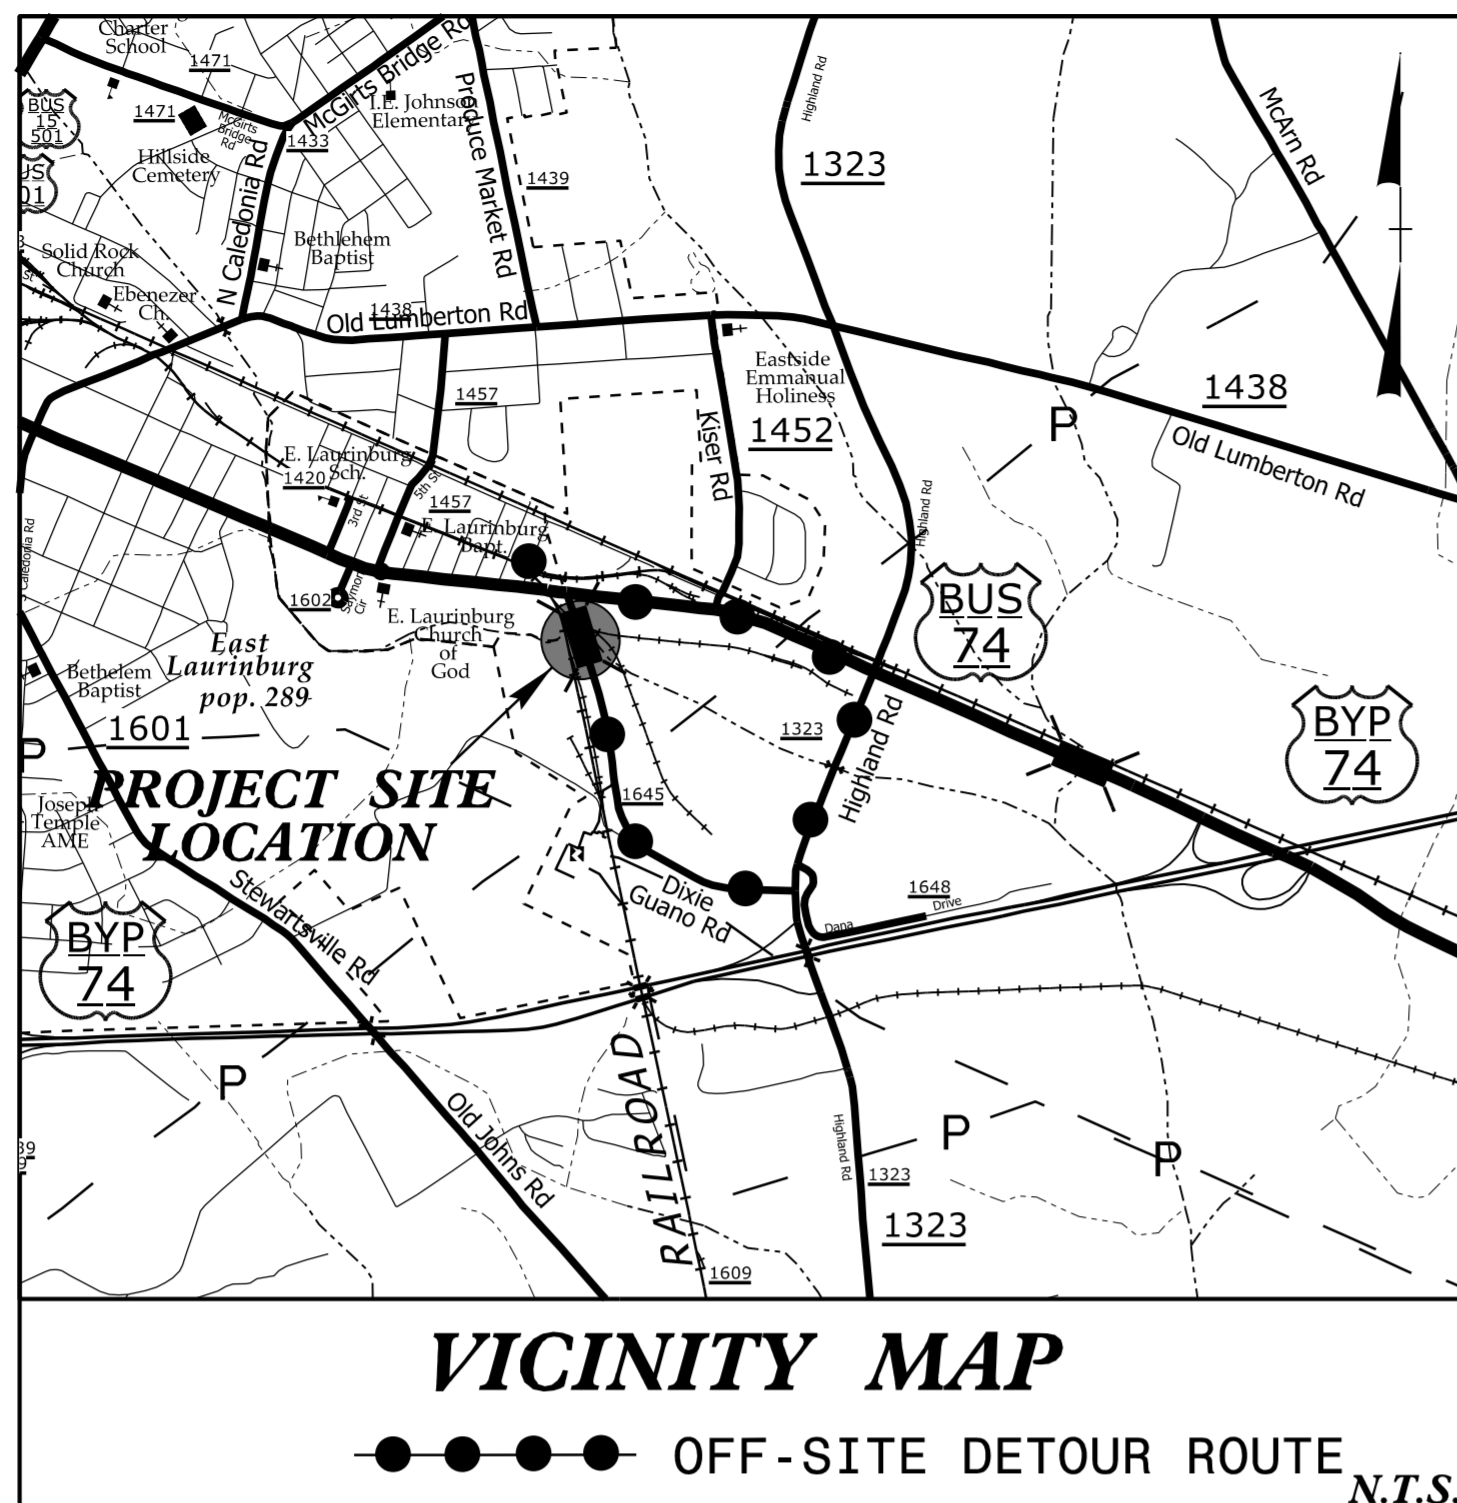 Charter
School
1471
McGirts Bridge Rd
I.E. Johnson
Elementary
Produce Market Rd
Highland Rd
McArn Rd
BUS
15
501
1471
McGirts
Bridge
Rd
1433
Hillside
Cemetery
1439
1323
N Caledonia Rd
Bethlehem
Baptist
Solid Rock
Church
Ebenezer
Ch.
1438
Old Lumberton Rd
Eastside
Emmanual
Holiness
1452
Kiser Rd
1438
Old Lumberton Rd
P
1457
E. Laurinburg
Sch.
1420
3rd St
5th St
1457
E. Laurinburg
Bapt.
Highland Rd
Caledonia Rd
1602
Cir
E. Laurinburg
Church
of
God
BUS
74
East
Laurinburg
pop. 289
Bethelem
Baptist
1601
P
1323
Highland Rd
BYP
74
PROJECT SITE
LOCATION
Joseph
Temple
AME
1645
Dixie
Guano Rd
1648
Dana Drive
Stewartsville Rd
BYP
74
P
Old Johns Rd
RAILROAD
Highland Rd
P
P
1323
1323
1609
VICINITY MAP
OFF-SITE DETOUR ROUTE
N.T.S.